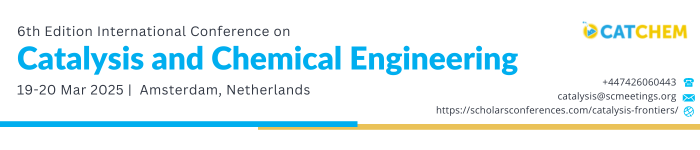 6th Edition International Conference on
CATCHEM
Catalysis and Chemical Engineering
19-20 Mar 2025 | Amsterdam, Netherlands
+447426060443
catalysis@scmeetings.org
https://scholarsconferences.com/catalysis-frontiers/